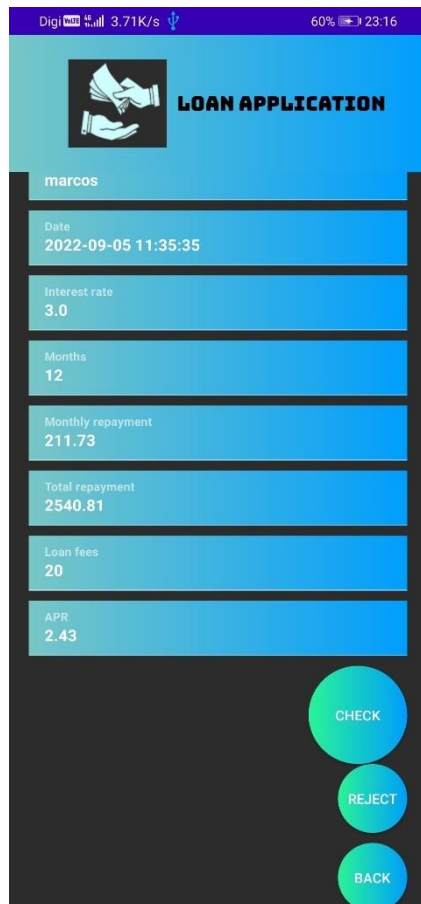 Digi VoLTE 4G 3.71K/s 60% 23:16
LOAN APPLICATION
marcos
Date
2022-09-05 11:35:35
Interest rate
3.0
Months
12
Monthly repayment
211.73
Total repayment
2540.81
Loan fees
20
APR
2.43
CHECK
REJECT
BACK